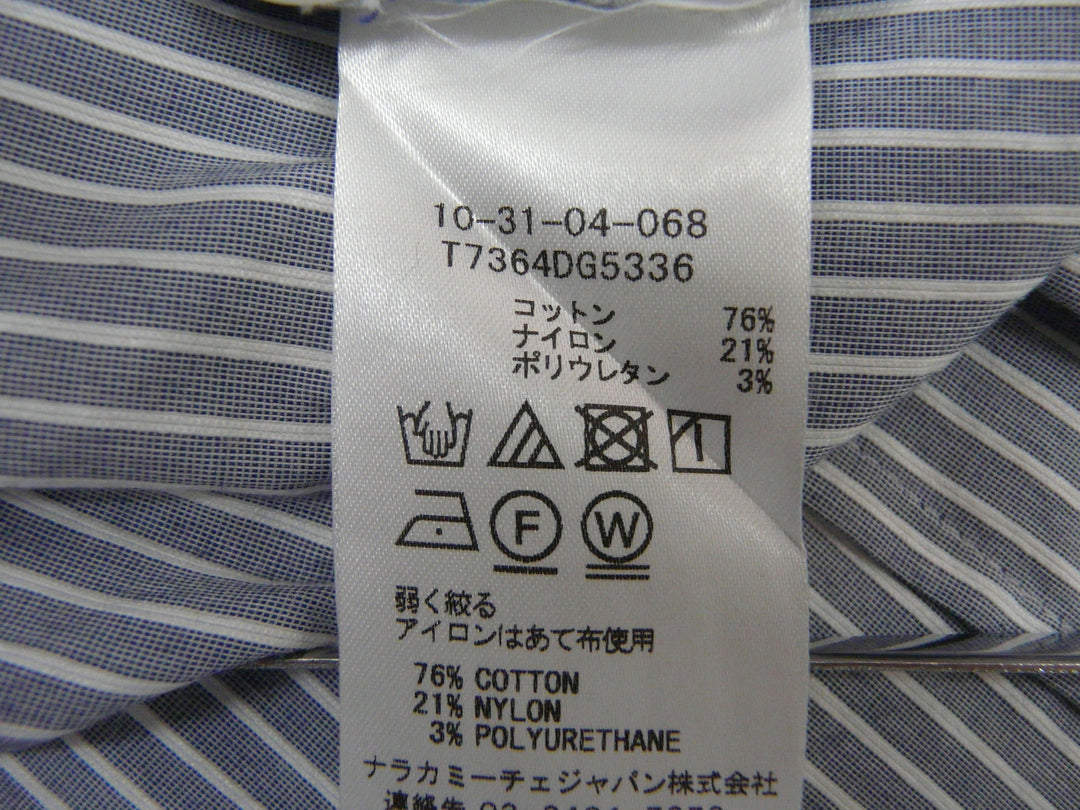 10-31-04-068
T7364DG5336
コットン 76%
ナイロン 21%
ポリウレタン 3%
F W
弱く絞る
アイロンはあて布使用
76% COTTON
21% NYLON
3% POLYURETHANE
ナラカミーチェジャパン株式会社
連絡先